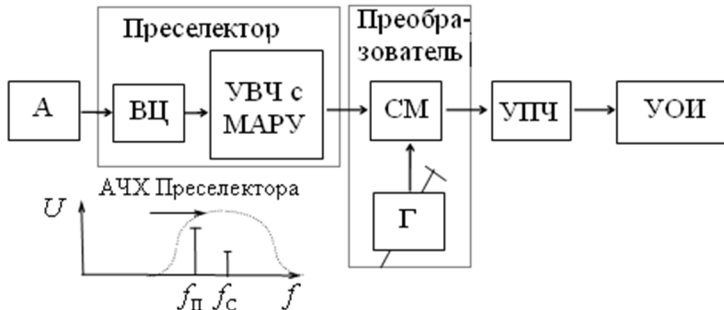 Преселектор
Преобра-
зователь
А
ВЦ
УВЧ с
МАРУ
СМ
УПЧ
УОИ
Г
АЧХ Преселектора
U
fП
fС
f